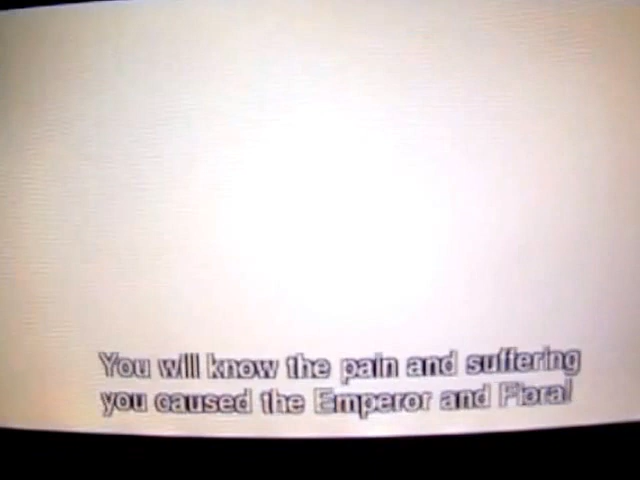 You will know the pain and suffering
you caused the Emperor and Flora!